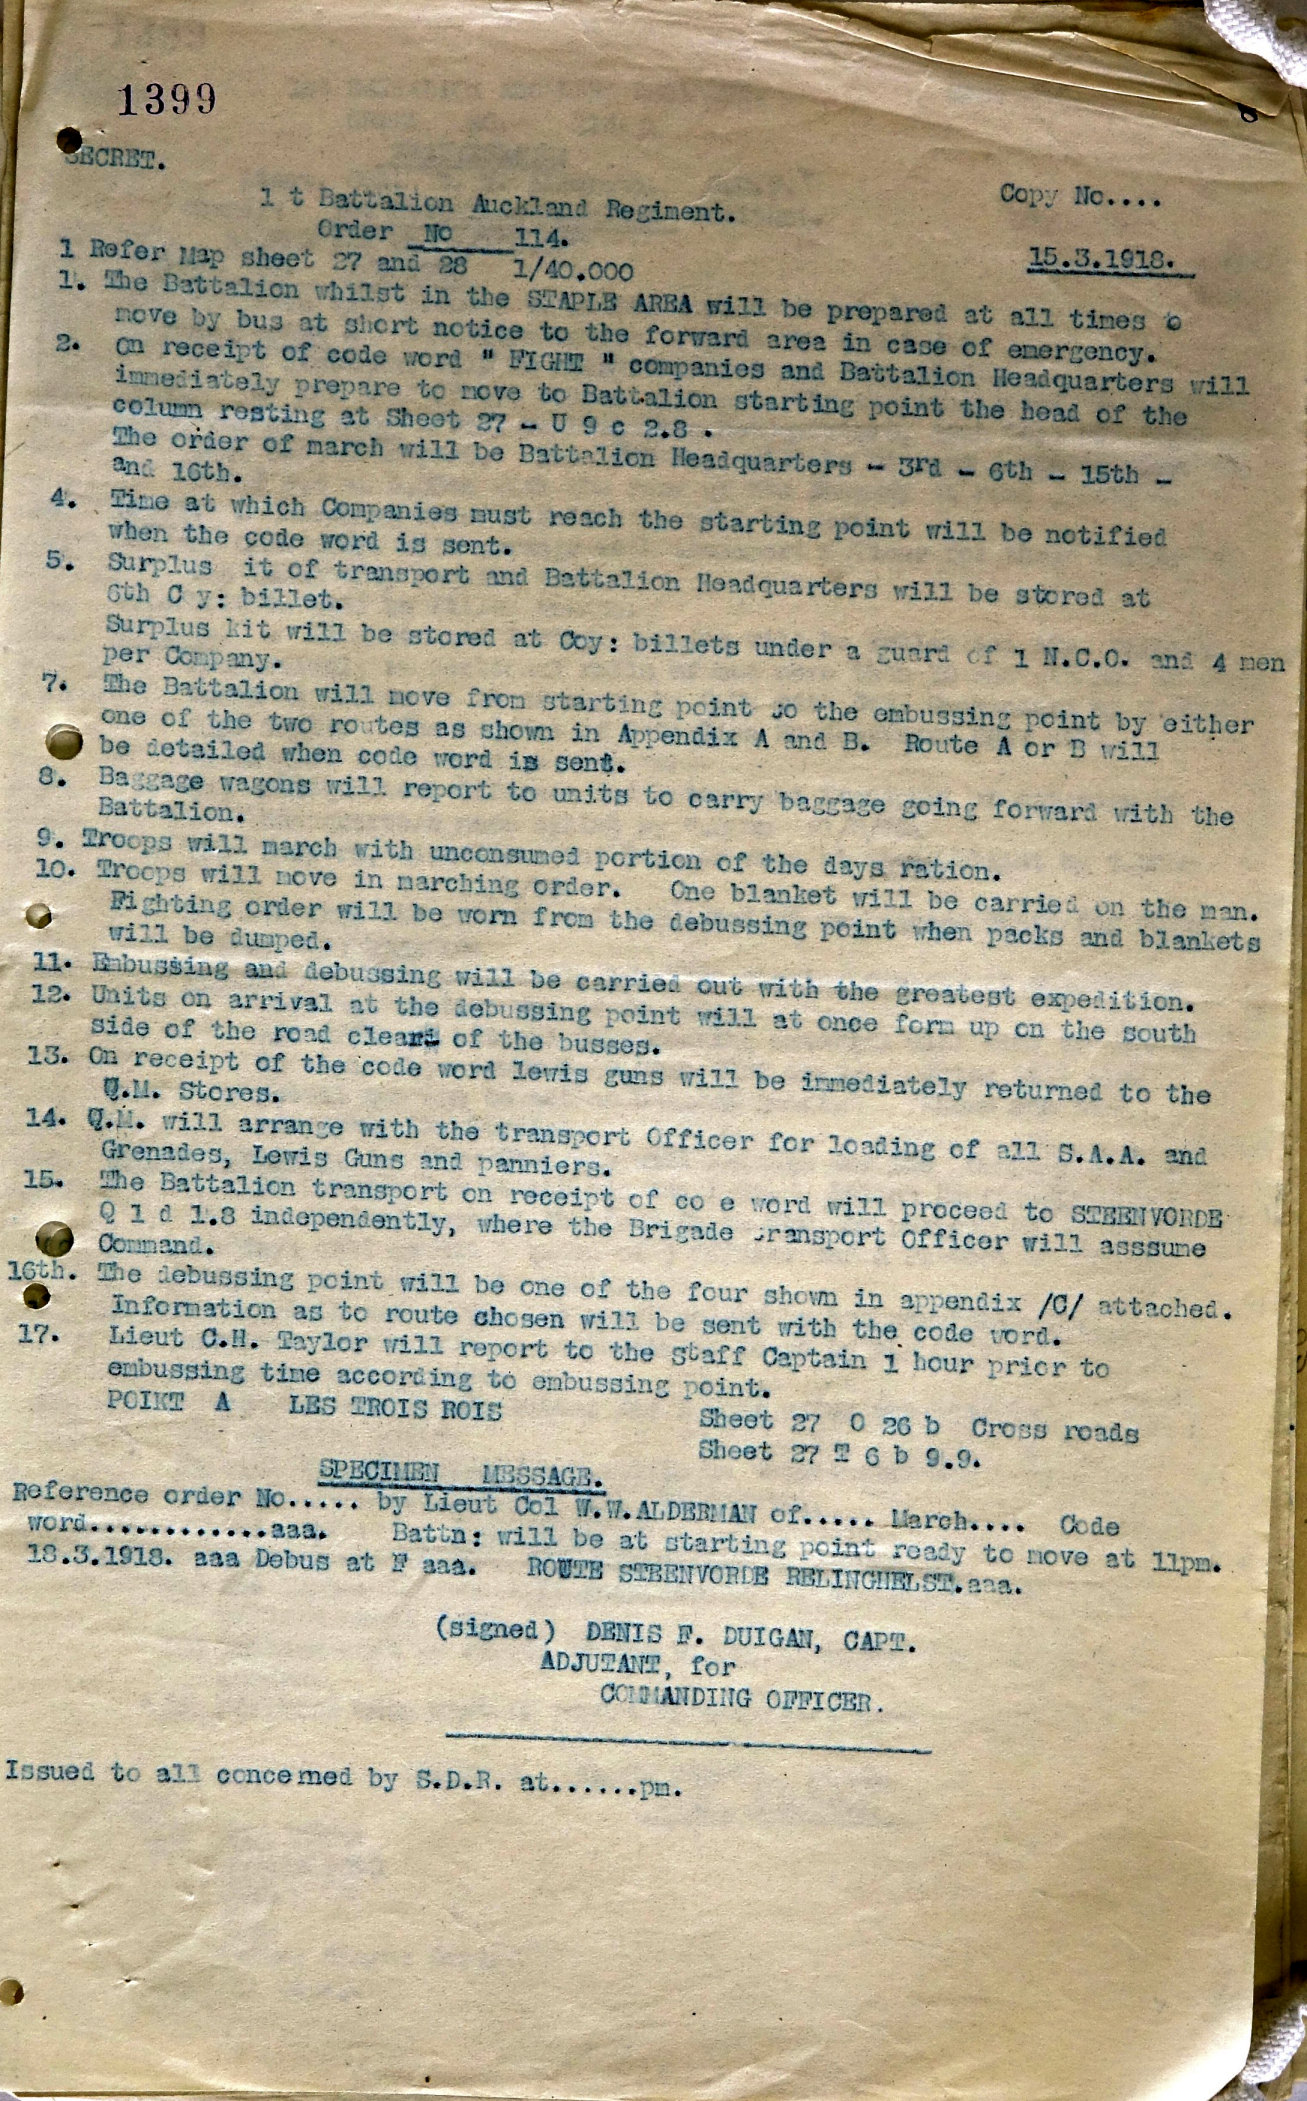 1399
8
SECRET.
Copy No....
1 t Battalion Auckland Regiment.
Order No 114.
15.3.1918.
1 Refer Map sheet 27 and 28 1/40.000
1. The Battalion whilst in the STAPLE AREA will be prepared at all times o
move by bus at short notice to the forward area in case of emergency.
2. On receipt of code word " FIGHT " companies and Battalion Headquarters will
immediately prepare to move to Battalion starting point the head of the
column resting at Sheet 27 - U 9 c 2.8 .
The order of march will be Battalion Headquarters - 3rd - 6th - 15th -
and 16th.
4. Time at which Companies must reach the starting point will be notified
when the code word is sent.
5. Surplus it of transport and Battalion Headquarters will be stored at
6th C y: billet.
Surplus kit will be stored at Coy: billets under a guard of 1 N.C.O. and 4 men
per Company.
7. The Battalion will move from starting point to the embussing point by either
one of the two routes as shown in Appendix A and B. Route A or B will
be detailed when code word is sent.
8. Baggage wagons will report to units to carry baggage going forward with the
Battalion.
9. Troops will march with unconsumed portion of the days ration.
10. Troops will move in marching order. One blanket will be carried on the man.
Fighting order will be worn from the debussing point when packs and blankets
will be dumped.
11. Embussing and debussing will be carried out with the greatest expedition.
12. Units on arrival at the debussing point will at once form up on the south
side of the road clear of the busses.
13. On receipt of the code word lewis guns will be immediately returned to the
Q.M. Stores.
14. Q.M. will arrange with the transport Officer for loading of all S.A.A. and
Grenades, Lewis Guns and panniers.
15. The Battalion transport on receipt of co e word will proceed to STEENVORDE
Q 1 d 1.8 independently, where the Brigade transport Officer will asssume
Command.
16th. The debussing point will be one of the four shown in appendix /C/ attached.
Information as to route chosen will be sent with the code word.
17. Lieut C.H. Taylor will report to the Staff Captain 1 hour prior to
embussing time according to embussing point.
POIKT A LES TROIS ROIS Sheet 27 O 26 b Cross roads
Sheet 27 T 6 b 9.9.
SPECIMEN MESSAGE.
Reference order No..... by Lieut Col W.W.ALDERMAN of..... March.... Code
word............aaa. Battn: will be at starting point ready to move at 11pm.
18.3.1918. aaa Debus at F aaa. ROUTE STEENVORDE RELINGHELST.aaa.
(signed) DENIS F. DUIGAN, CAPT.
ADJUTANT, for
COMMANDING OFFICER.
Issued to all concerned by S.D.R. at......pm.